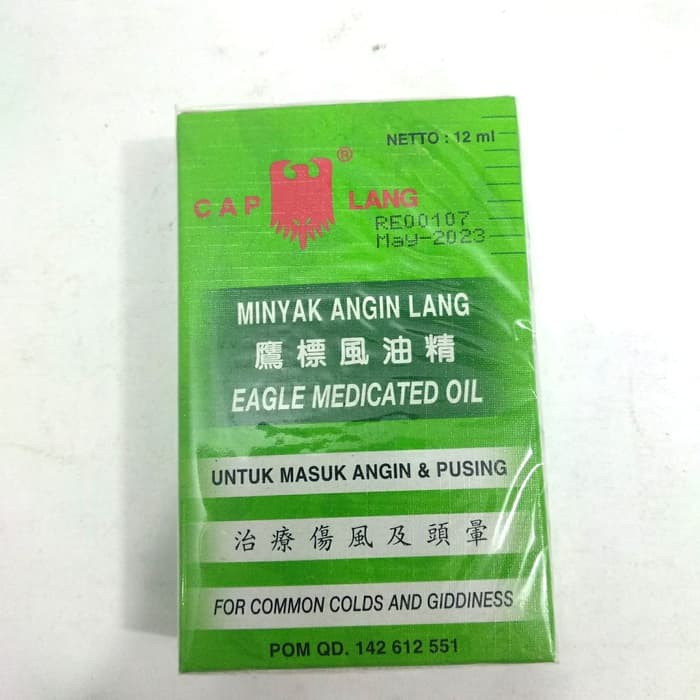 NETTO : 12 ml
CAP LANG ®
RE00107
May-2023
MINYAK ANGIN LANG
鷹標風油精
EAGLE MEDICATED OIL
UNTUK MASUK ANGIN & PUSING
治療傷風及頭暈
FOR COMMON COLDS AND GIDDINESS
POM QD. 142 612 551